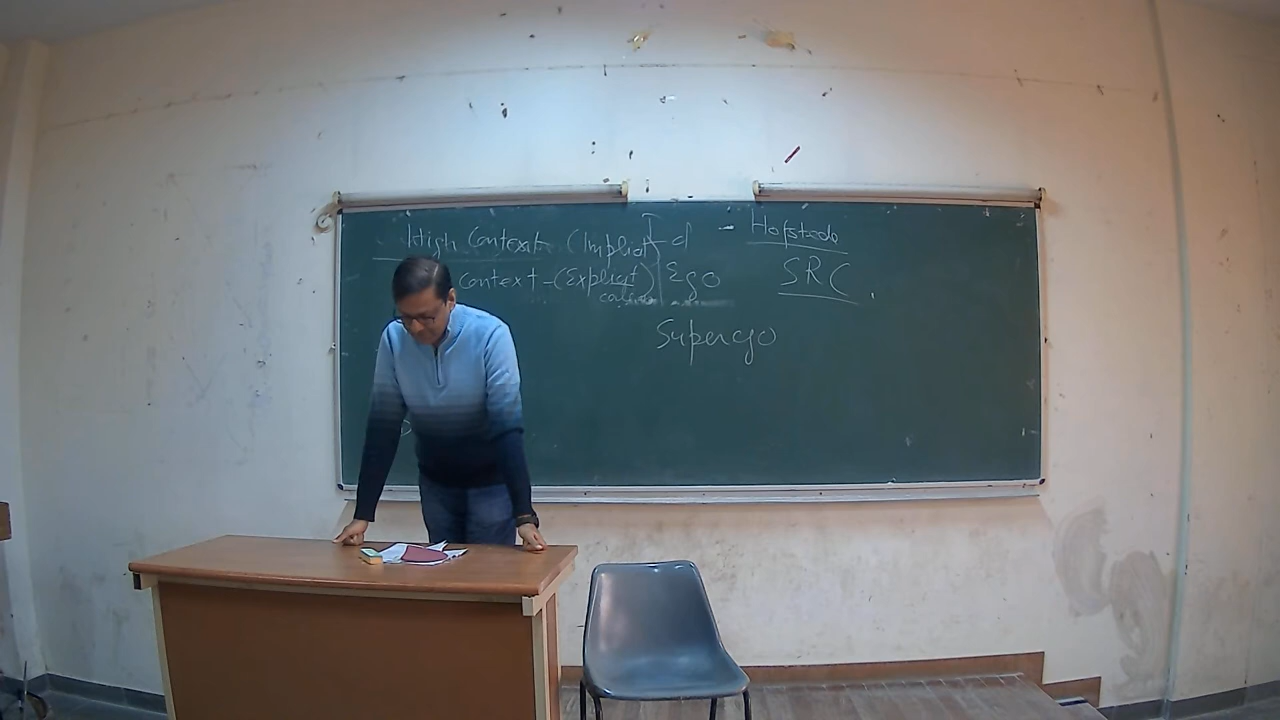 High Context (Implicit
Context - (Explicit)
Id
Ego
Superego
- Hofstede
SRC